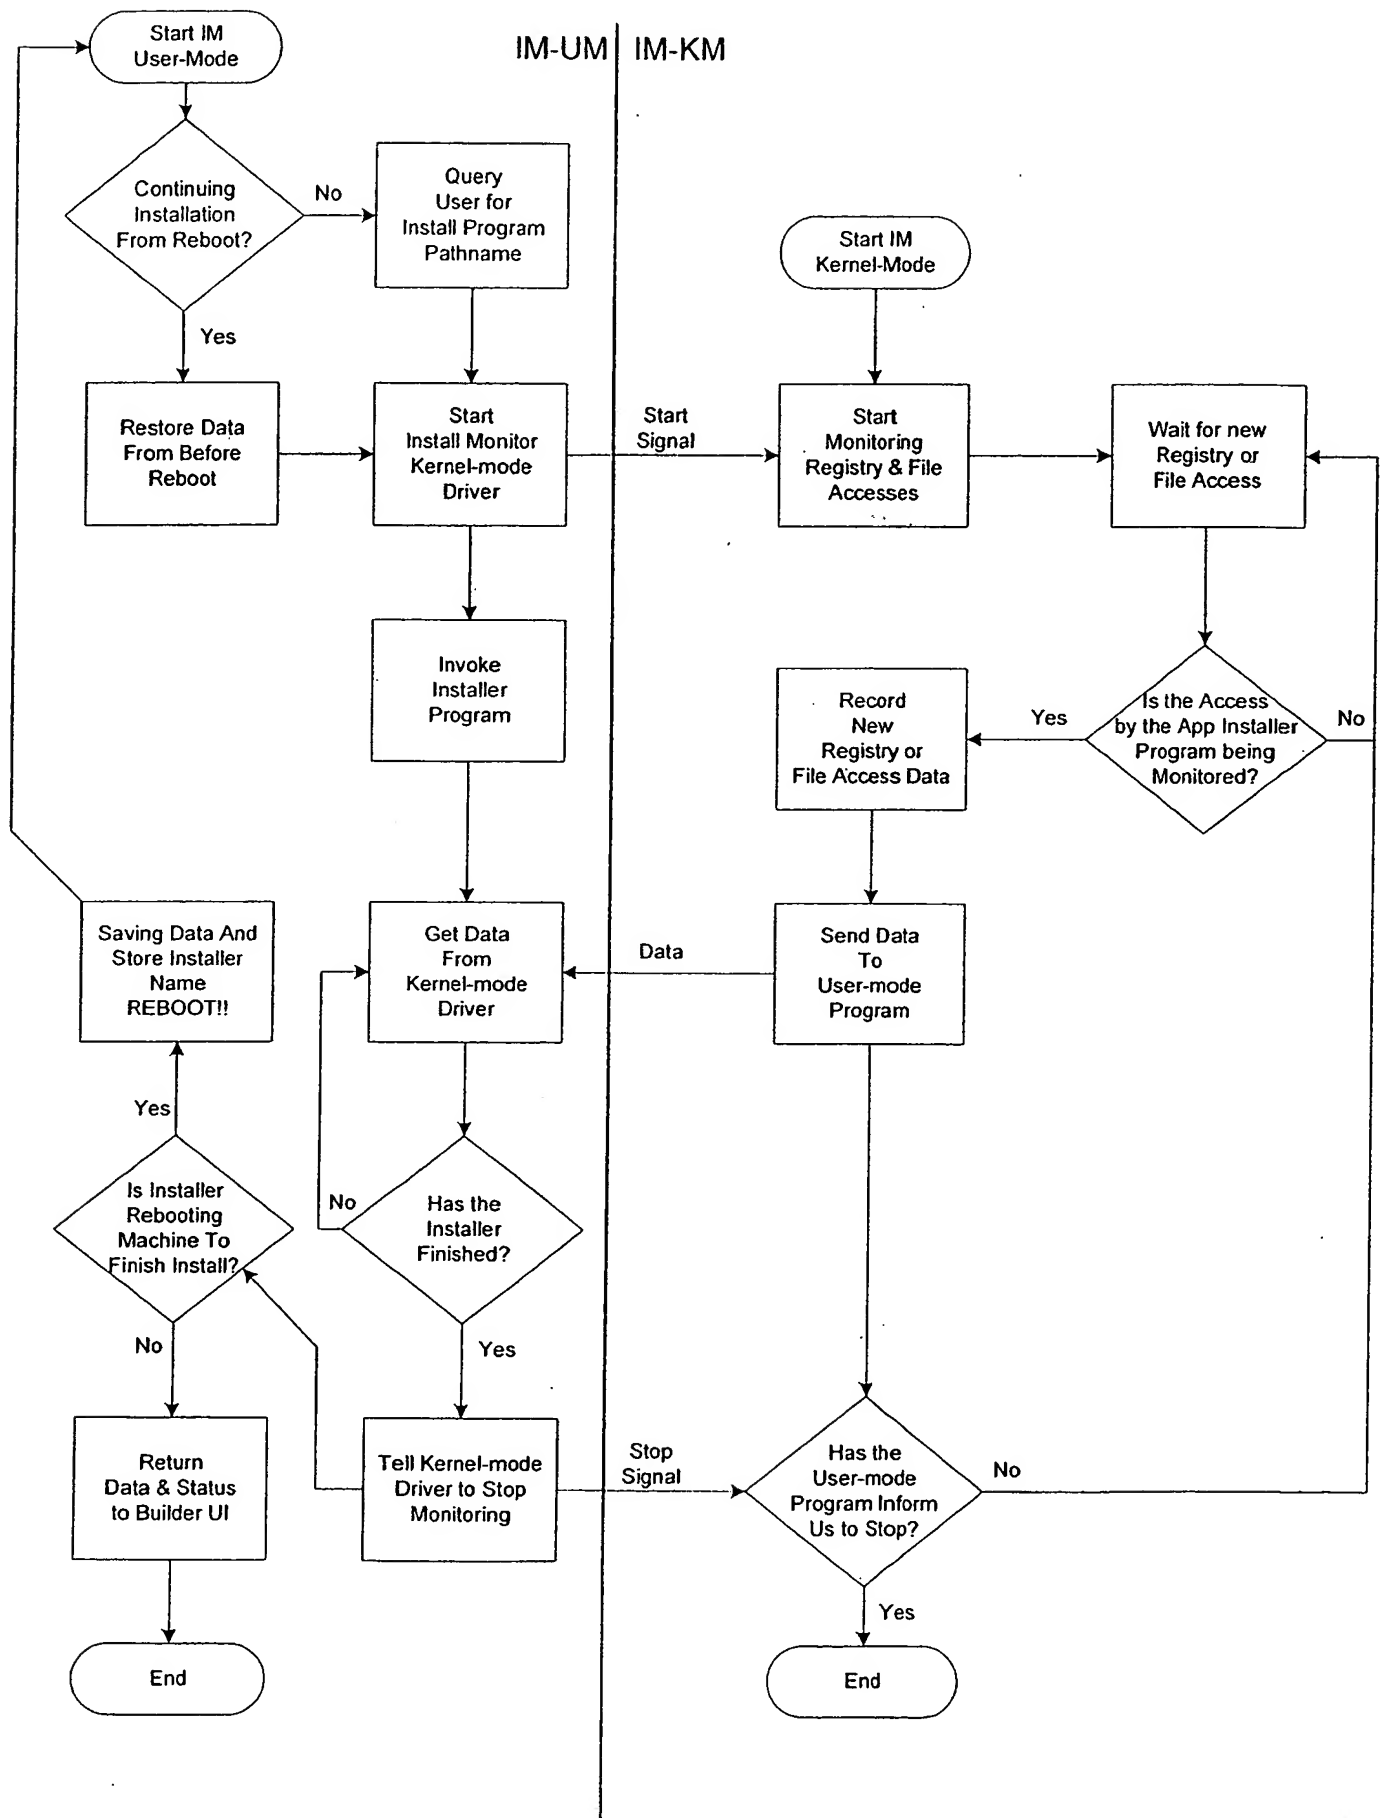 Start IM
User-Mode
IM-UM
IM-KM
Continuing
Installation
From Reboot?
No
Query
User for
Install Program
Pathname
Start IM
Kernel-Mode
Yes
Restore Data
From Before
Reboot
Start
Install Monitor
Kernel-mode
Driver
Start
Signal
Start
Monitoring
Registry & File
Accesses
Wait for new
Registry or
File Access
Invoke
Installer
Program
Record
New
Registry or
File Access Data
Yes
Is the Access
by the App Installer
Program being
Monitored?
No
Saving Data And
Store Installer
Name
REBOOT!!
Get Data
From
Kernel-mode
Driver
Data
Send Data
To
User-mode
Program
Yes
Is Installer
Rebooting
Machine To
Finish Install?
No
Has the
Installer
Finished?
No
Yes
Return
Data & Status
to Builder UI
Tell Kernel-mode
Driver to Stop
Monitoring
Stop
Signal
Has the
User-mode
Program Inform
Us to Stop?
No
Yes
End
End